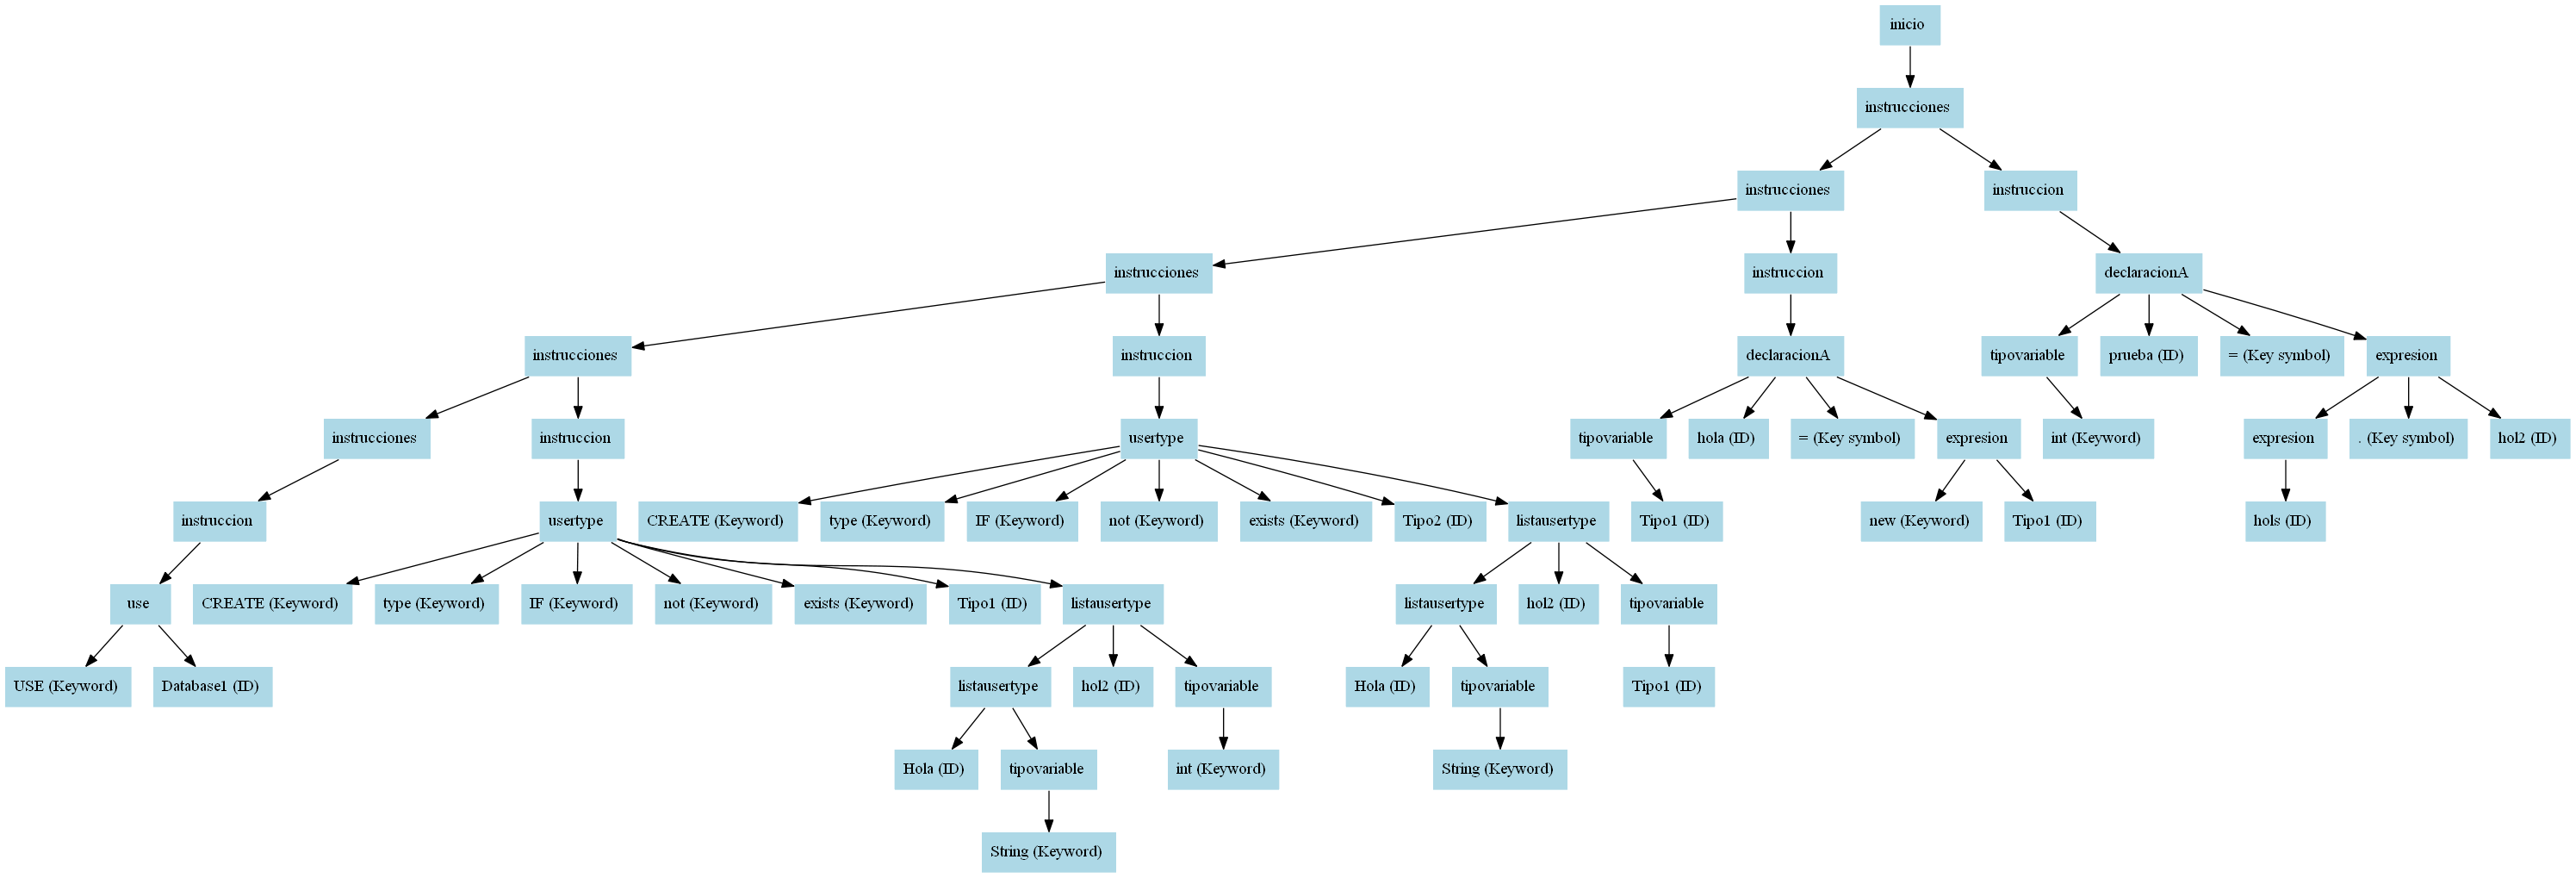 inicio
instrucciones
instrucciones
instruccion
instrucciones
instruccion
declaracionA
instrucciones
instruccion
declaracionA
tipovariable
prueba (ID)
= (Key symbol)
expresion
instrucciones
instruccion
usertype
tipovariable
hola (ID)
= (Key symbol)
expresion
int (Keyword)
expresion
. (Key symbol)
hol2 (ID)
instruccion
usertype
CREATE (Keyword)
type (Keyword)
IF (Keyword)
not (Keyword)
exists (Keyword)
Tipo2 (ID)
listausertype
Tipo1 (ID)
new (Keyword)
Tipo1 (ID)
hols (ID)
use
CREATE (Keyword)
type (Keyword)
IF (Keyword)
not (Keyword)
exists (Keyword)
Tipo1 (ID)
listausertype
listausertype
hol2 (ID)
tipovariable
USE (Keyword)
Database1 (ID)
listausertype
hol2 (ID)
tipovariable
Hola (ID)
tipovariable
Tipo1 (ID)
Hola (ID)
tipovariable
int (Keyword)
String (Keyword)
String (Keyword)